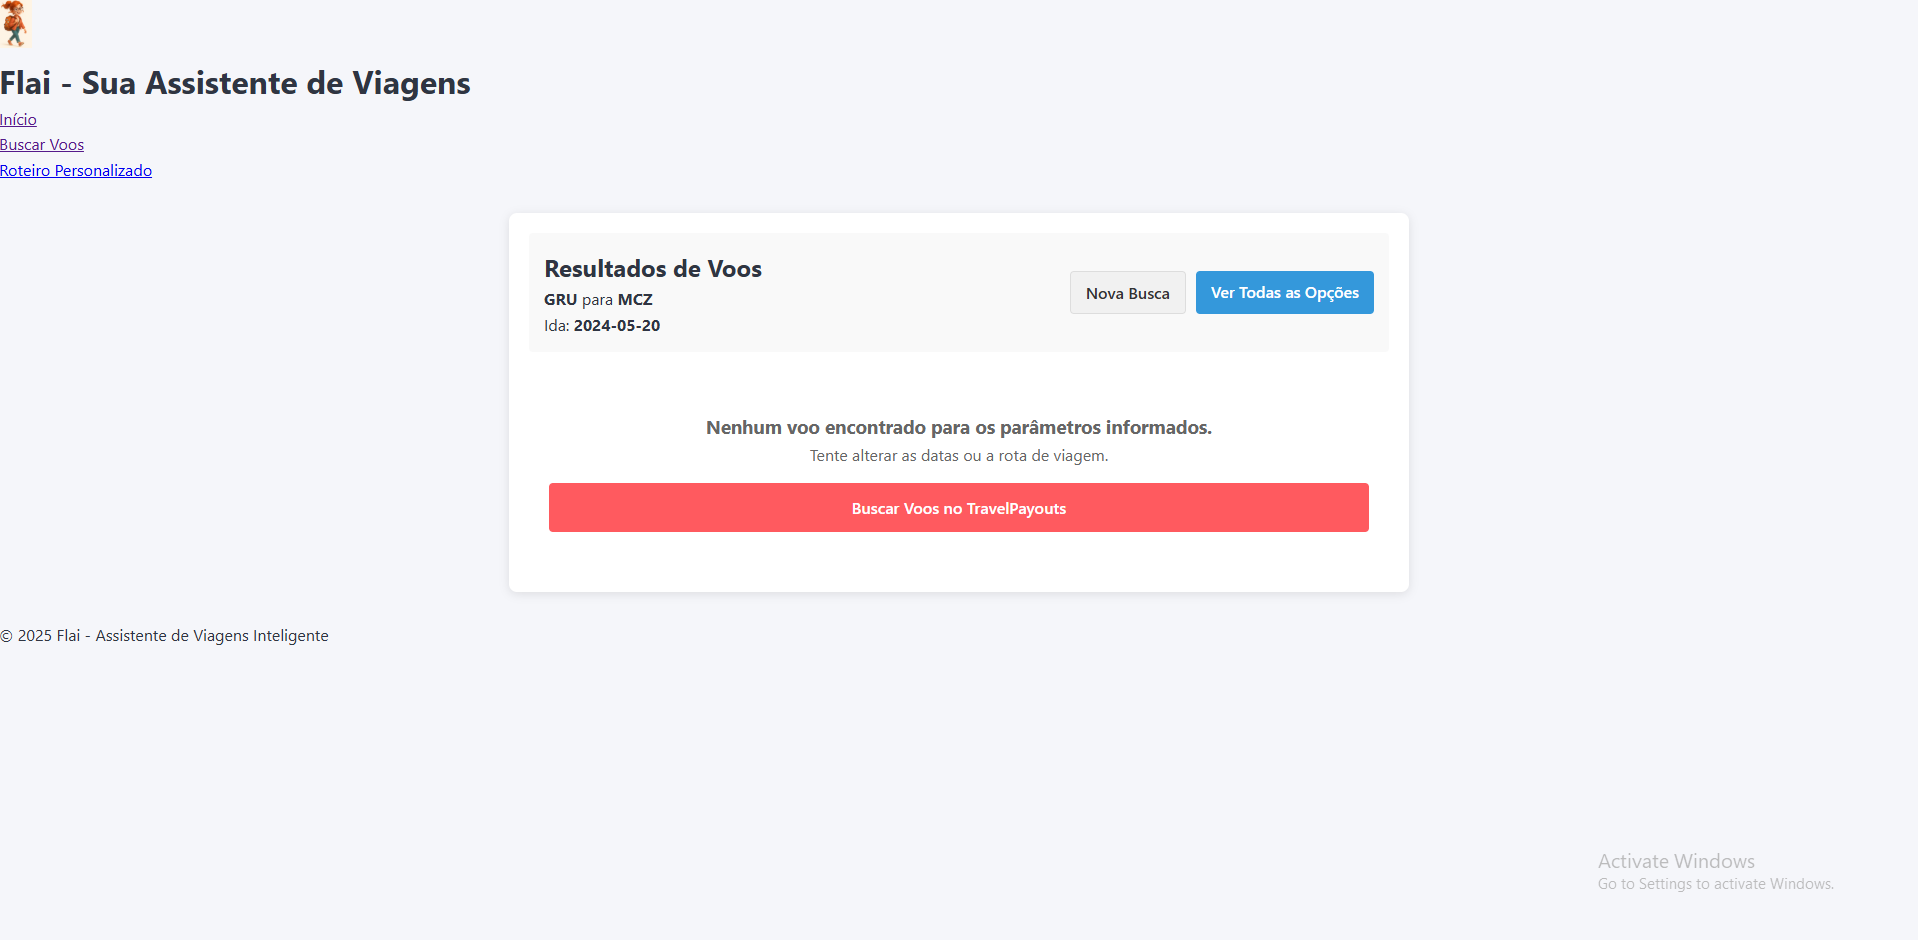 Flai - Sua Assistente de Viagens
Início
Buscar Voos
Roteiro Personalizado
Resultados de Voos
GRU para MCZ
Ida: 2024-05-20
Nova Busca
Ver Todas as Opções
Nenhum voo encontrado para os parâmetros informados.
Tente alterar as datas ou a rota de viagem.
Buscar Voos no TravelPayouts
© 2025 Flai - Assistente de Viagens Inteligente
Activate Windows
Go to Settings to activate Windows.